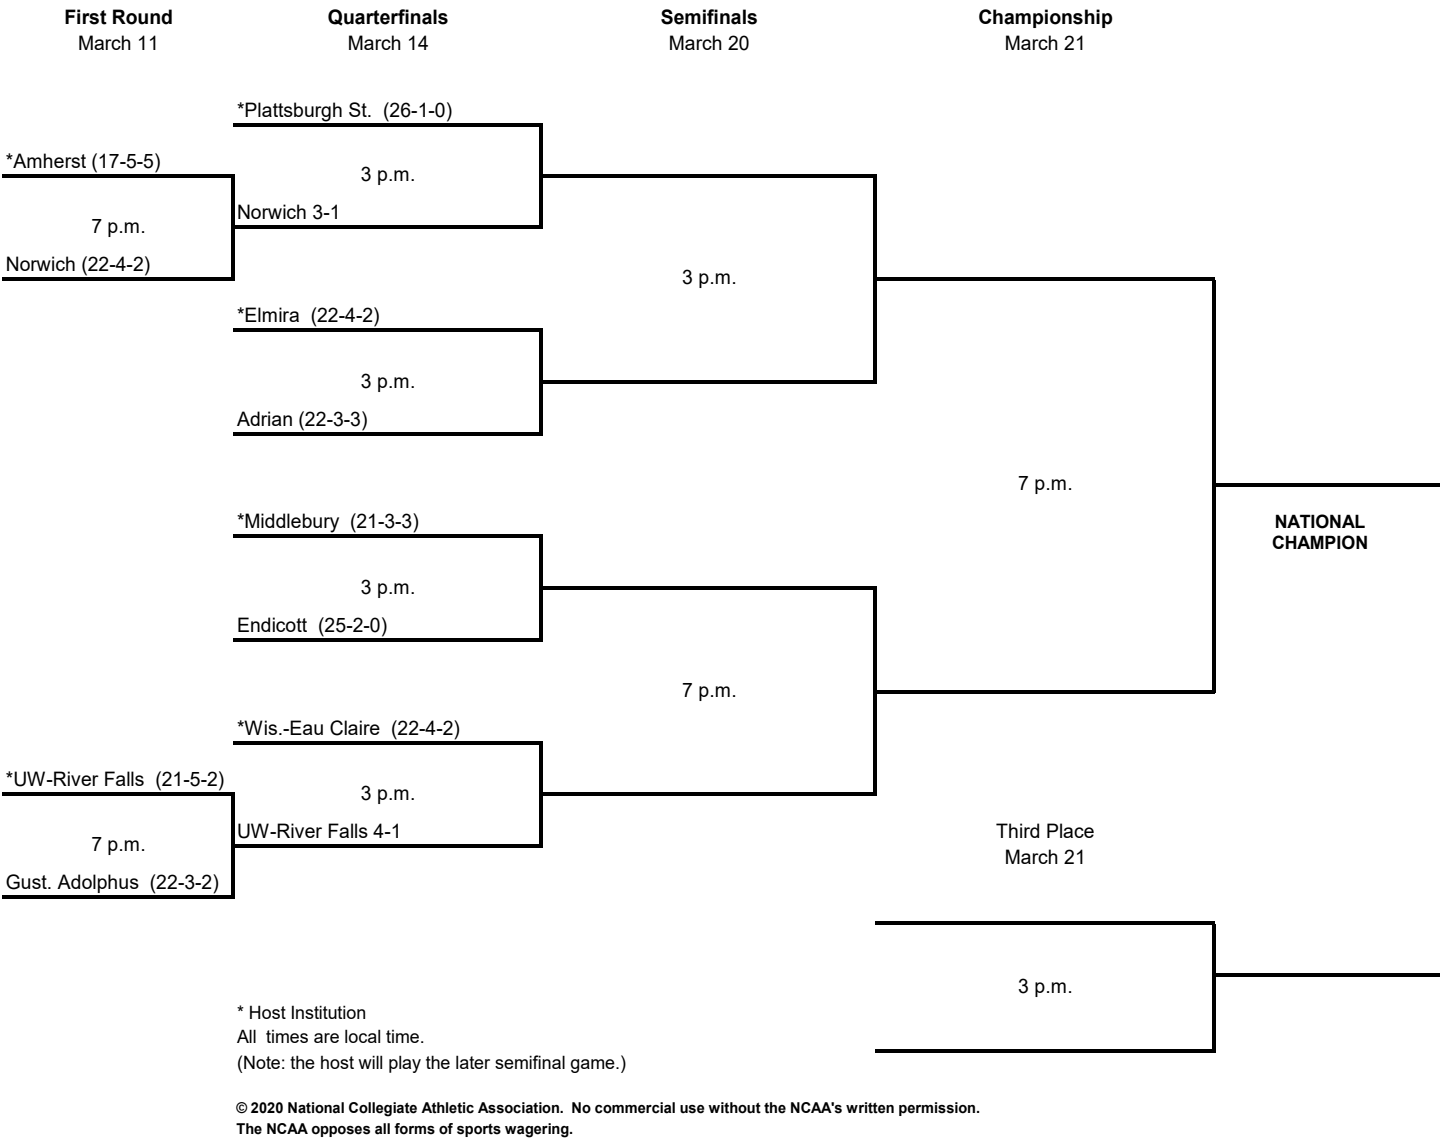 First Round
Quarterfinals
Semifinals
Championship
March 11
March 14
March 20
March 21
*Plattsburgh St.  (26-1-0)
*Amherst (17-5-5)
3 p.m.
Norwich 3-1
7 p.m.
Norwich (22-4-2)
3 p.m.
*Elmira  (22-4-2)
3 p.m.
Adrian (22-3-3)
7 p.m.
*Middlebury  (21-3-3)
NATIONAL
CHAMPION
3 p.m.
Endicott  (25-2-0)
7 p.m.
*Wis.-Eau Claire  (22-4-2)
*UW-River Falls  (21-5-2)
3 p.m.
UW-River Falls 4-1
Third Place
7 p.m.
March 21
Gust. Adolphus  (22-3-2)
3 p.m.
* Host Institution
All  times are local time.
(Note: the host will play the later semifinal game.)
© 2020 National Collegiate Athletic Association.  No commercial use without the NCAA's written permission.
The NCAA opposes all forms of sports wagering.